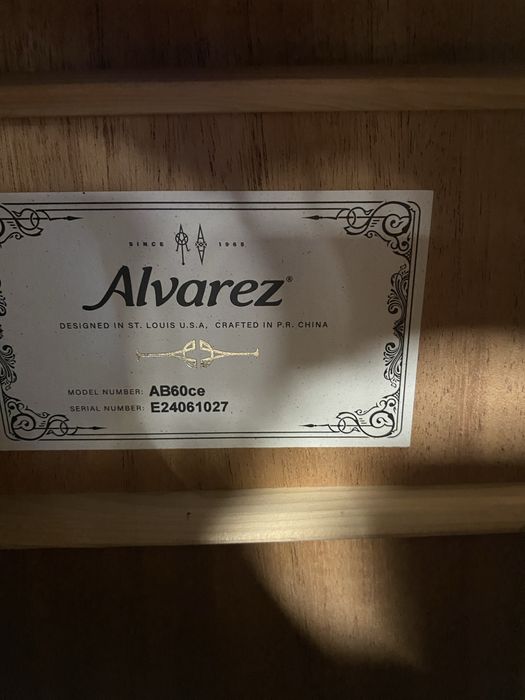 SINCE 1965
Alvarez®
DESIGNED IN ST. LOUIS U.S.A, CRAFTED IN P.R. CHINA
MODEL NUMBER: AB60ce
SERIAL NUMBER: E24061027